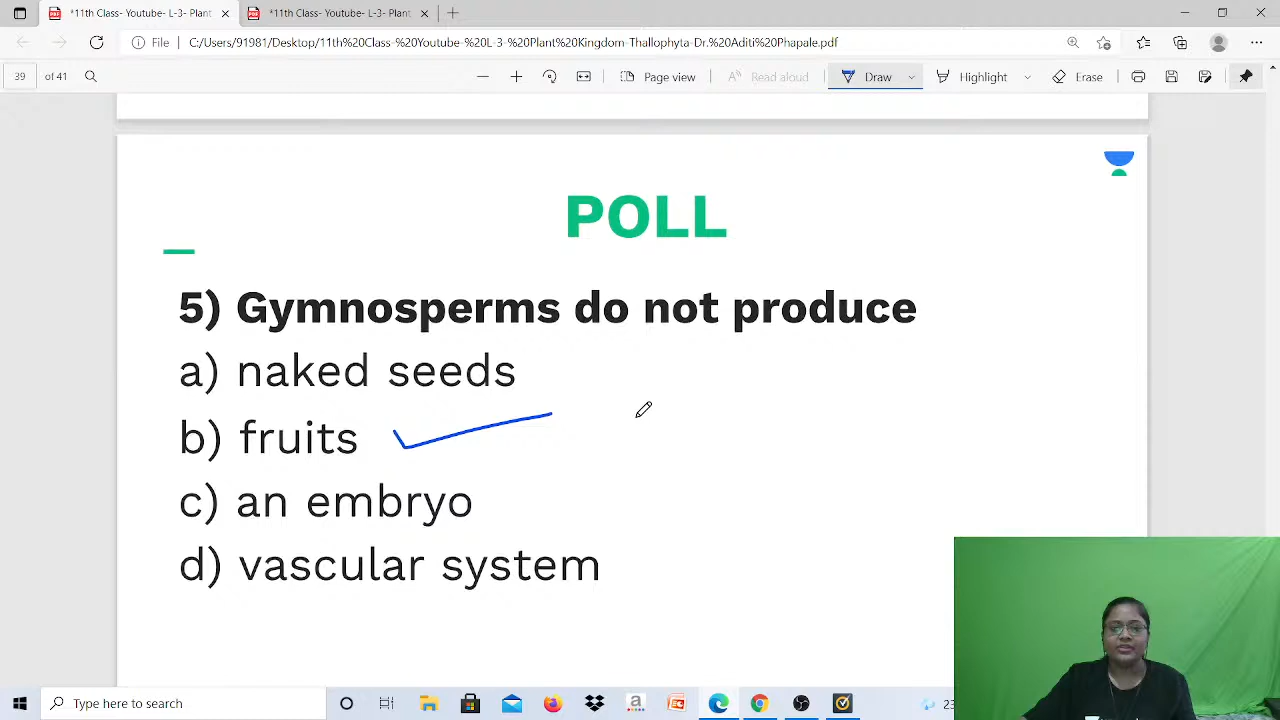 *11th Class- Youtube- L-3- Plant
*11th Class- Youtube- L-3- Plant
File
C:/Users/91981/Desktop/11th%20Class-%20Youtube-%20L-3-%20Plant%20Kingdom-Thallophyta-Dr.%20Aditi%20Phapale.pdf
39 of 41
Page view
Read aloud
Draw
Highlight
Erase
POLL
5) Gymnosperms do not produce
a) naked seeds
b) fruits
c) an embryo
d) vascular system
Type here to search